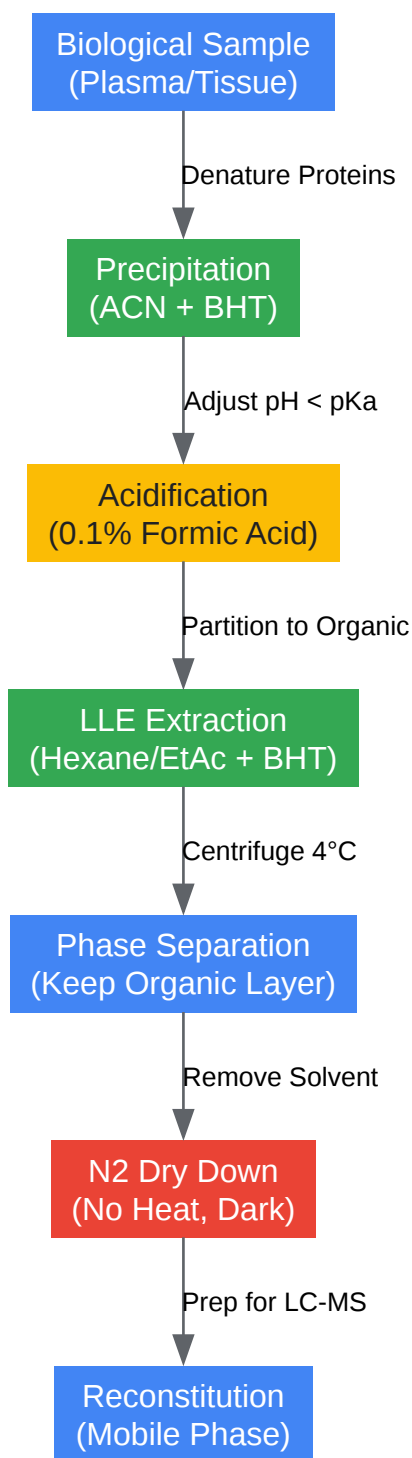 Biological Sample
(Plasma/Tissue)
Denature Proteins
Precipitation
(ACN + BHT)
Adjust pH < pKa
Acidification
(0.1% Formic Acid)
Partition to Organic
LLE Extraction
(Hexane/EtAc + BHT)
Centrifuge 4°C
Phase Separation
(Keep Organic Layer)
Remove Solvent
N2 Dry Down
(No Heat, Dark)
Prep for LC-MS
Reconstitution
(Mobile Phase)